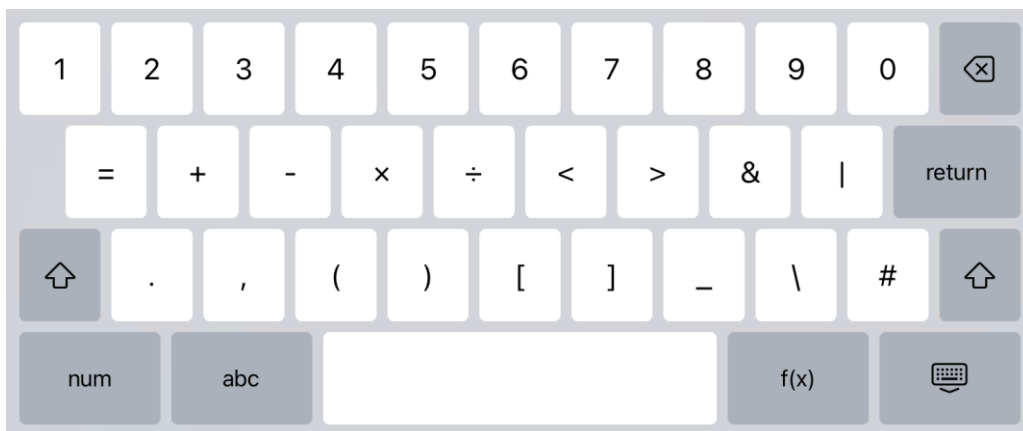 1 2 3 4 5 6 7 8 9 0
= + - × ÷ < > & | return
. , ( ) [ ] _ \ #
num abc f(x)